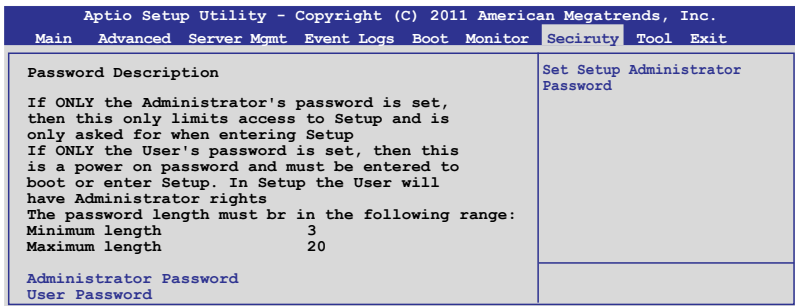 Aptio Setup Utility - Copyright (C) 2011 American Megatrends, Inc.
Main Advanced Server Mgmt Event Logs Boot Monitor Seciruty Tool Exit
Password Description
If ONLY the Administrator's password is set,
then this only limits access to Setup and is
only asked for when entering Setup
If ONLY the User's password is set, then this
is a power on password and must be entered to
boot or enter Setup. In Setup the User will
have Administrator rights
The password length must br in the following range:
Minimum length 3
Maximum length 20
Administrator Password
User Password
Set Setup Administrator
Password